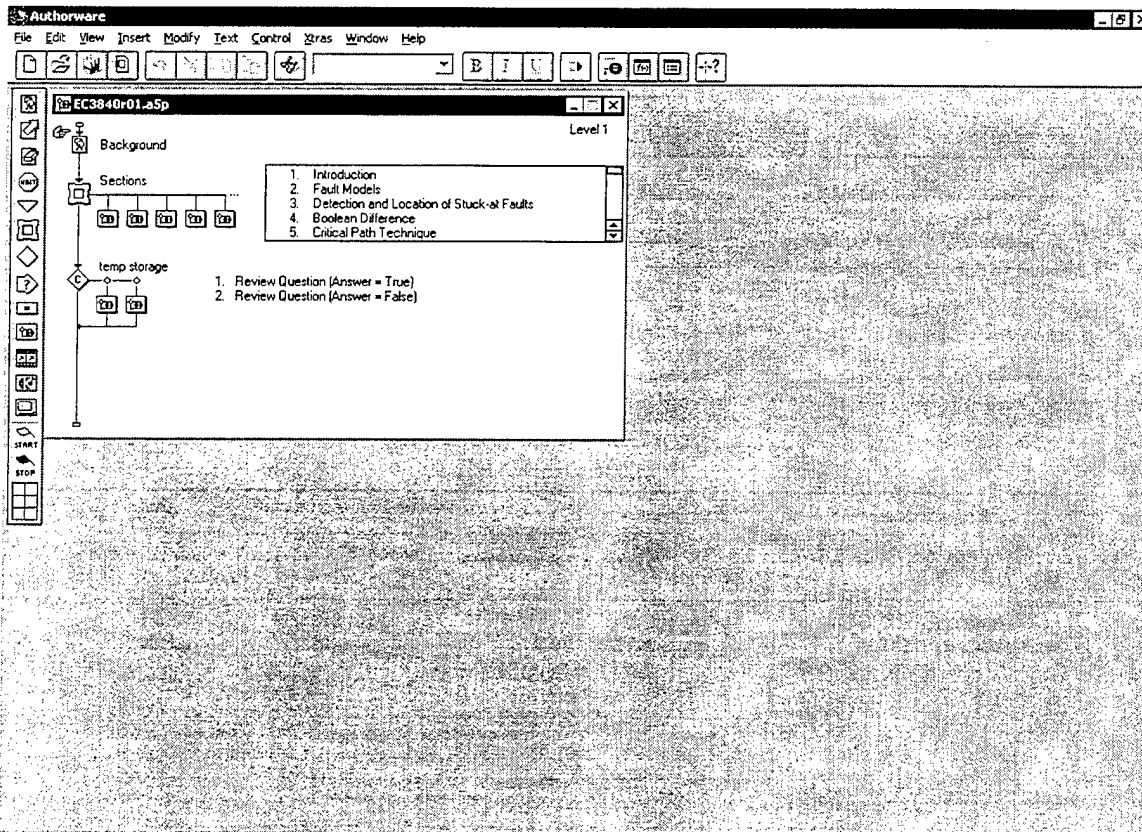 Authorware
File Edit View Insert Modify Text Control Xtras Window Help
B I U
EC3840r01.a5p
Level 1
Background
Sections
1. Introduction
2. Fault Models
3. Detection and Location of Stuck-at Faults
4. Boolean Difference
5. Critical Path Technique
WAIT
temp storage
C
1. Review Question (Answer = True)
2. Review Question (Answer = False)
START
STOP